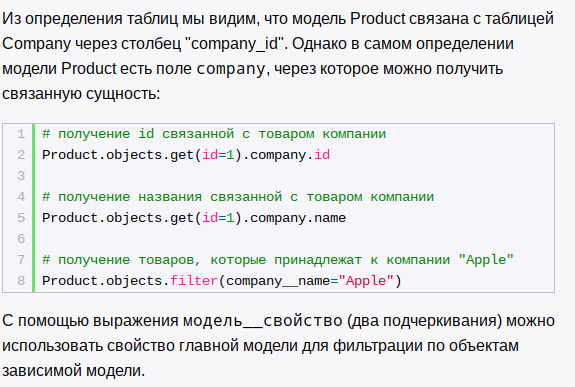 Из определения таблиц мы видим, что модель Product связана с таблицей
Company через столбец "company_id". Однако в самом определении
модели Product есть поле company, через которое можно получить
связанную сущность:
1 # получение id связанной с товаром компании
2 Product.objects.get(id=1).company.id
3
4 # получение названия связанной с товаром компании
5 Product.objects.get(id=1).company.name
6
7 # получение товаров, которые принадлежат к компании "Apple"
8 Product.objects.filter(company__name="Apple")
С помощью выражения модель__свойство (два подчеркивания) можно
использовать свойство главной модели для фильтрации по объектам
зависимой модели.